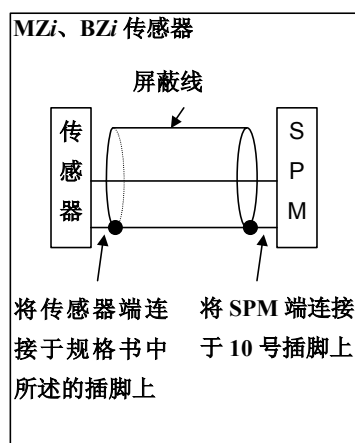 MZi、BZi 传感器
屏蔽线
传感器
SPM
将传感器端连
接于规格书中
所述的插脚上
将 SPM 端连接
于 10 号插脚上